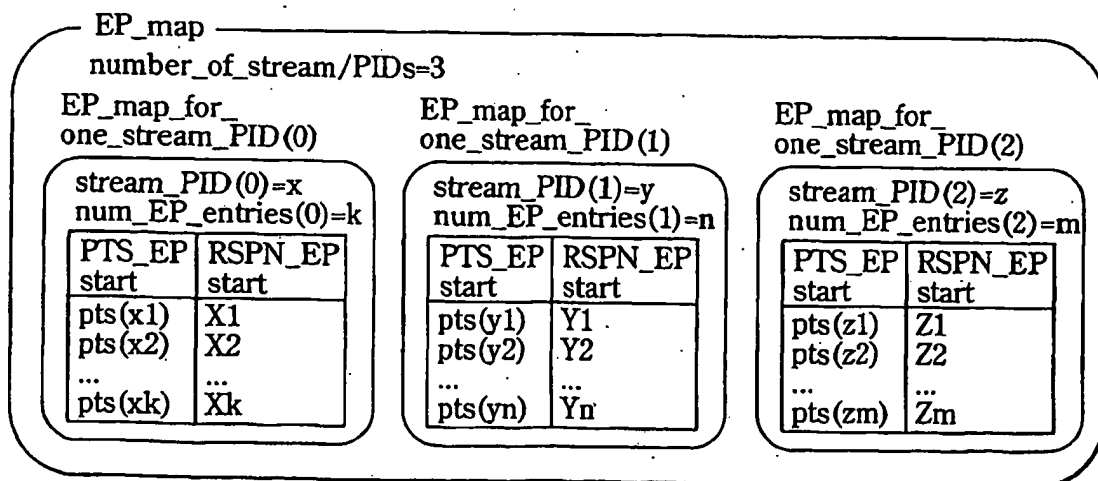 EP_map
number_of_stream/PIDs=3
EP_map_for_
one_stream_PID(0)
stream_PID(0)=x
num_EP_entries(0)=k
PTS_EP RSPN_EP
start start
pts(x1) X1
pts(x2) X2
... ...
pts(xk) Xk
EP_map_for_
one_stream_PID(1)
stream_PID(1)=y
num_EP_entries(1)=n
PTS_EP RSPN_EP
start start
pts(y1) Y1
pts(y2) Y2
... ...
pts(yn) Yn
EP_map_for_
one_stream_PID(2)
stream_PID(2)=z
num_EP_entries(2)=m
PTS_EP RSPN_EP
start start
pts(z1) Z1
pts(z2) Z2
... ...
pts(zm) Zm